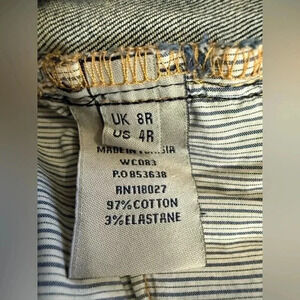 UK 8R
US 4R
MADE IN TUNISIA
WC083
P.O 853638
RN118027
97%COTTON
3%ELASTANE